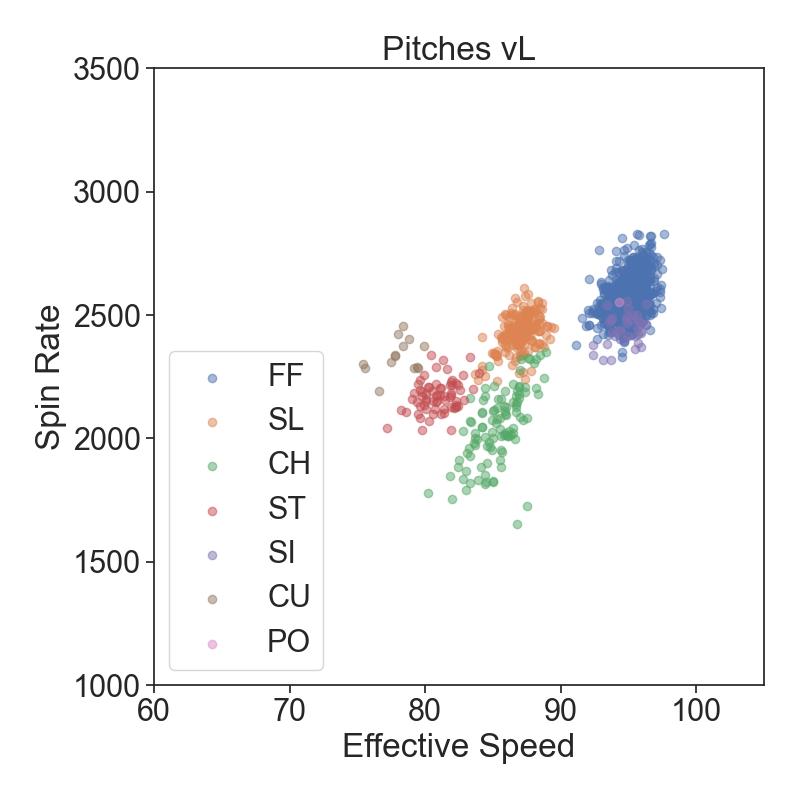 Pitches vL
3500
3000
2500
2000
1500
1000
Spin Rate
FF
SL
CH
ST
SI
CU
PO
60
70
80
90
100
Effective Speed